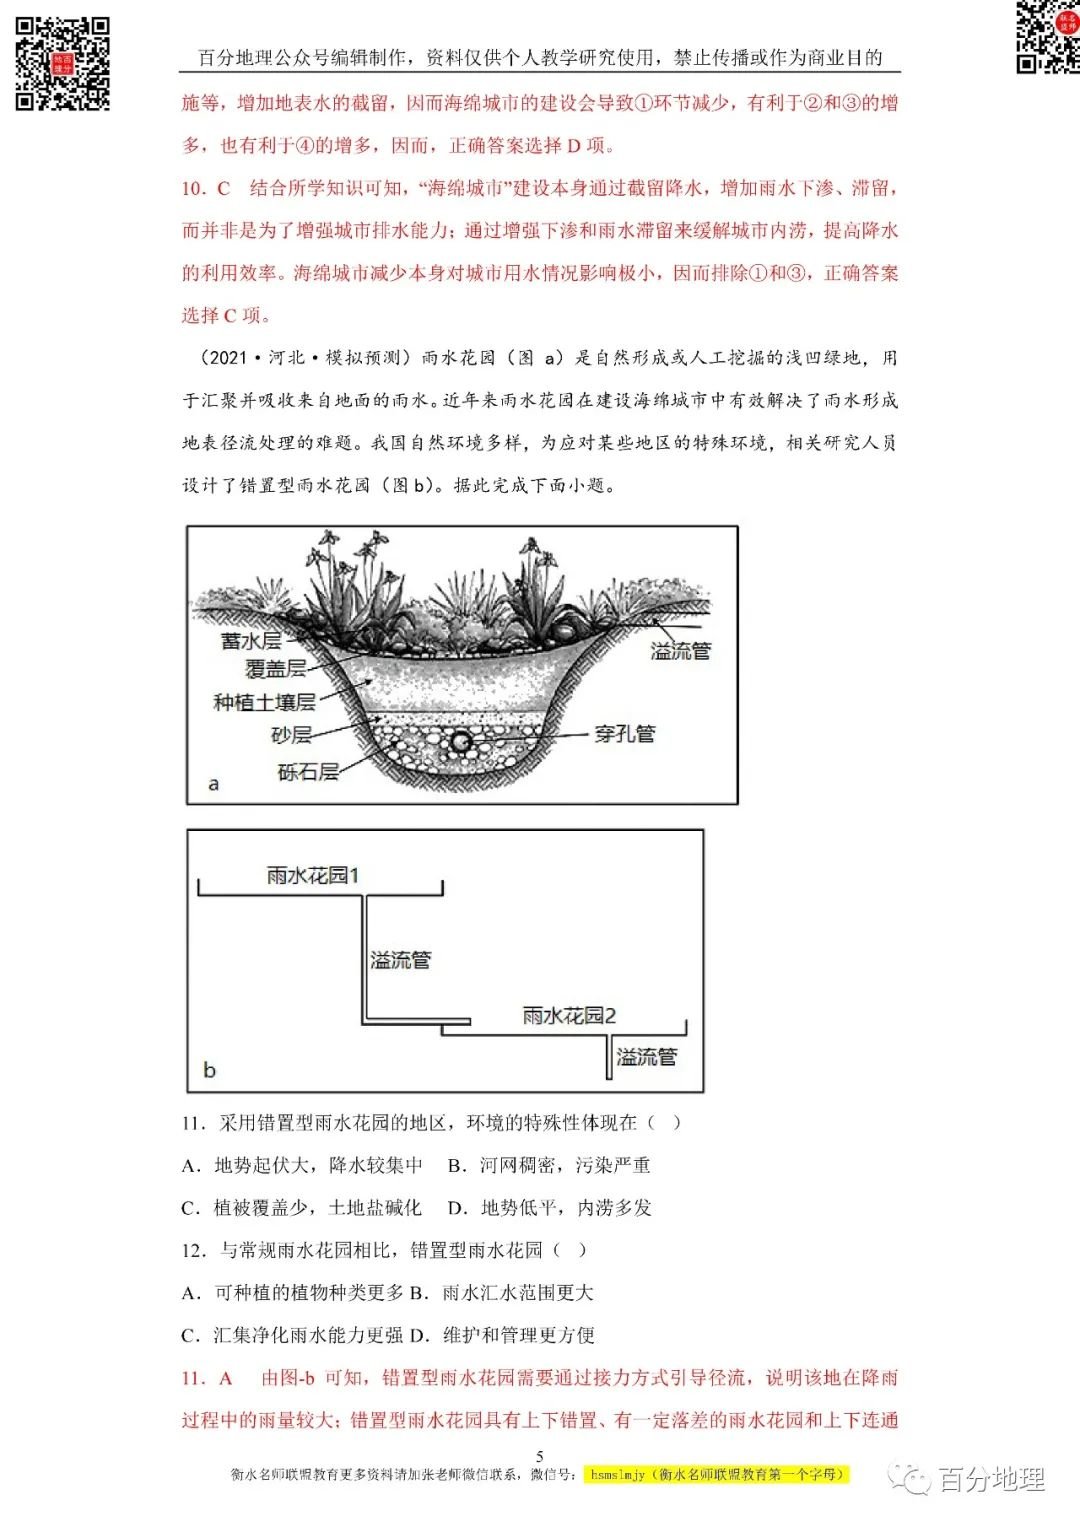 百分地理公众号编辑制作，资料仅供个人教学研究使用，禁止传播或作为商业目的
施等，增加地表水的截留，因而海绵城市的建设会导致①环节减少，有利于②和③的增
多，也有利于④的增多，因而，正确答案选择 D 项。
10．C 结合所学知识可知，“海绵城市”建设本身通过截留降水，增加雨水下渗、滞留，
而并非是为了增强城市排水能力；通过增强下渗和雨水滞留来缓解城市内涝，提高降水
的利用效率。海绵城市减少本身对城市用水情况影响极小，因而排除①和③，正确答案
选择 C 项。
（2021·河北·模拟预测）雨水花园（图 a）是自然形成或人工挖掘的浅凹绿地，用
于汇聚并吸收来自地面的雨水。近年来雨水花园在建设海绵城市中有效解决了雨水形成
地表径流处理的难题。我国自然环境多样，为应对某些地区的特殊环境，相关研究人员
设计了错置型雨水花园（图 b）。据此完成下面小题。
蓄水层
覆盖层
种植土壤层
砂层
砾石层
溢流管
穿孔管
a
雨水花园1
溢流管
雨水花园2
溢流管
b
11．采用错置型雨水花园的地区，环境的特殊性体现在（ ）
A．地势起伏大，降水较集中 B．河网稠密，污染严重
C．植被覆盖少，土地盐碱化 D．地势低平，内涝多发
12．与常规雨水花园相比，错置型雨水花园（ ）
A．可种植的植物种类更多 B．雨水汇水范围更大
C．汇集净化雨水能力更强 D．维护和管理更方便
11．A 由图-b 可知，错置型雨水花园需要通过接力方式引导径流，说明该地在降雨
过程中的雨量较大；错置型雨水花园具有上下错置、有一定落差的雨水花园和上下连通
5
衡水名师联盟教育更多资料请加张老师微信联系，微信号： hsmslmjy（衡水名师联盟教育第一个字母）
百分地理